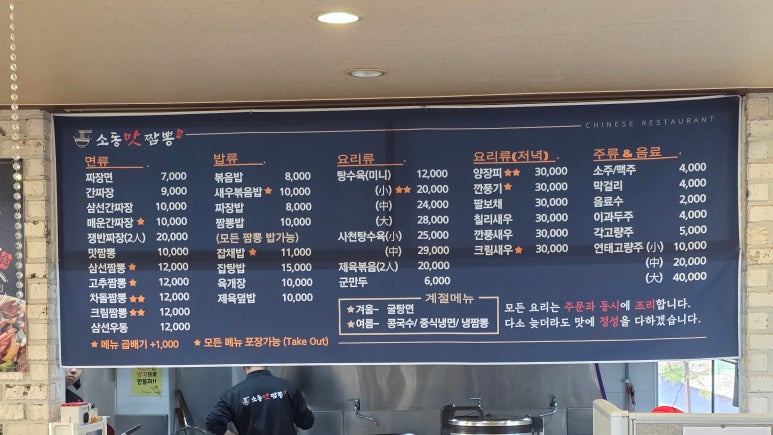 소통 맛 짬뽕
CHINESE RESTAURANT
면류
짜장면 7,000
간짜장 9,000
삼선간짜장 10,000
매운간짜장 ★ 10,000
쟁반짜장(2人) 20,000
맛짬뽕 10,000
삼선짬뽕 ★ 12,000
고추짬뽕 ★ 12,000
차돌짬뽕 ★★ 12,000
크림짬뽕 ★★ 12,000
삼선우동 12,000
★ 메뉴 곱배기 +1,000
밥류
볶음밥 8,000
새우볶음밥 ★ 10,000
짜장밥 8,000
짬뽕밥 10,000
(모든 짬뽕 밥가능)
잡채밥 ★ 11,000
잡탕밥 15,000
육개장 10,000
제육덮밥 10,000
★ 모든 메뉴 포장가능 (Take Out)
요리류
탕수육(미니) 12,000
(小) ★★ 20,000
(中) 24,000
(大) 28,000
사천탕수육(小) 25,000
(中) 29,000
제육볶음(2人) 20,000
군만두 6,000
요리류(저녁)
양장피 ★★ 30,000
깐풍기 ★ 30,000
팔보채 30,000
칠리새우 30,000
깐풍새우 30,000
크림새우 ★ 30,000
주류 & 음료
소주/맥주 4,000
막걸리 4,000
음료수 2,000
이과두주 4,000
각고량주 5,000
연태고량주 (小) 10,000
(中) 20,000
(大) 40,000
계절메뉴
★겨울- 굴탕면
★여름- 콩국수/ 중식냉면/ 냉짬뽕
모든 요리는 주문과 동시에 조리합니다.
다소 늦더라도 맛에 정성을 다하겠습니다.
소통맛짬뽕